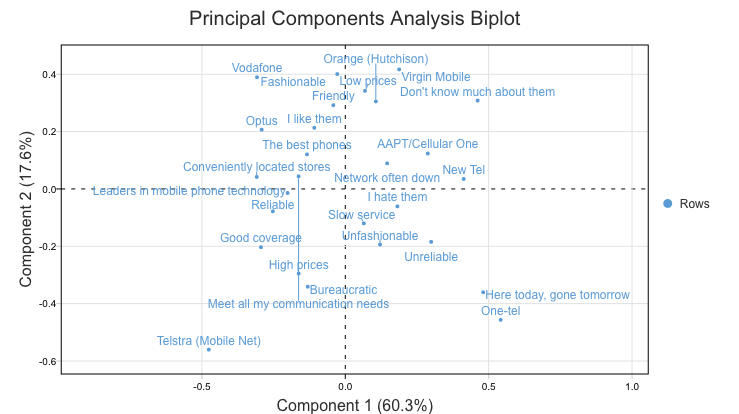 Principal Components Analysis Biplot
Orange (Hutchison)
Vodafone
Virgin Mobile
Fashionable
Low prices
Don't know much about them
Friendly
Optus
I like them
The best phones
AAPT/Cellular One
Conveniently located stores
New Tel
Network often down
Leaders in mobile phone technology
I hate them
Reliable
Slow service
Good coverage
Unfashionable
Unreliable
High prices
Bureaucratic
Here today, gone tomorrow
Meet all my communication needs
One-tel
Telstra (Mobile Net)
0.4
0.2
0.0
-0.2
-0.4
-0.6
Component 2 (17.6%)
-0.5
0.0
0.5
1.0
Component 1 (60.3%)
Rows